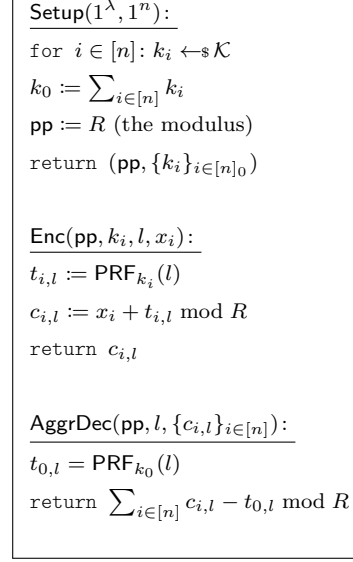 Setup(1^λ, 1^n):
for i ∈ [n]: k_i ←$ K
k_0 := ∑_{i∈[n]} k_i
pp := R (the modulus)
return (pp, {k_i}_{i∈[n]_0})
Enc(pp, k_i, l, x_i):
t_{i,l} := PRF_{k_i}(l)
c_{i,l} := x_i + t_{i,l} mod R
return c_{i,l}
AggrDec(pp, l, {c_{i,l}}_{i∈[n]}):
t_{0,l} = PRF_{k_0}(l)
return ∑_{i∈[n]} c_{i,l} − t_{0,l} mod R